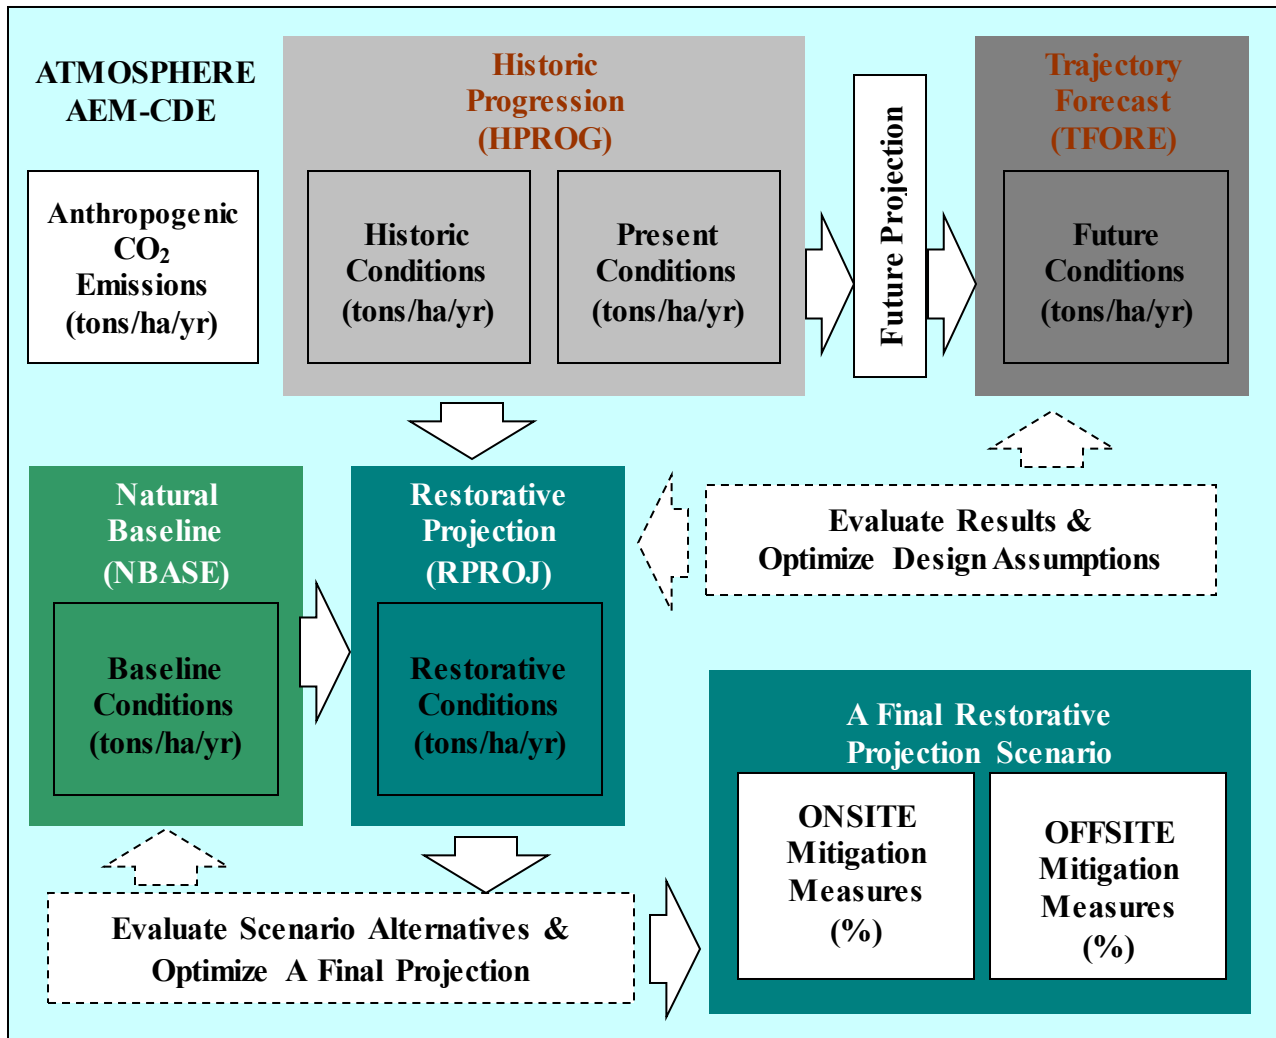 ATMOSPHERE
AEM-CDE
Anthropogenic
CO₂
Emissions
(tons/ha/yr)
Historic
Progression
(HPROG)
Historic
Conditions
(tons/ha/yr)
Present
Conditions
(tons/ha/yr)
Future Projection
Trajectory
Forecast
(TFORE)
Future
Conditions
(tons/ha/yr)
Natural
Baseline
(NBASE)
Baseline
Conditions
(tons/ha/yr)
Restorative
Projection
(RPROJ)
Restorative
Conditions
(tons/ha/yr)
Evaluate Results &
Optimize Design Assumptions
Evaluate Scenario Alternatives &
Optimize A Final Projection
A Final Restorative
Projection Scenario
ONSITE
Mitigation
Measures
(%)
OFFSITE
Mitigation
Measures
(%)